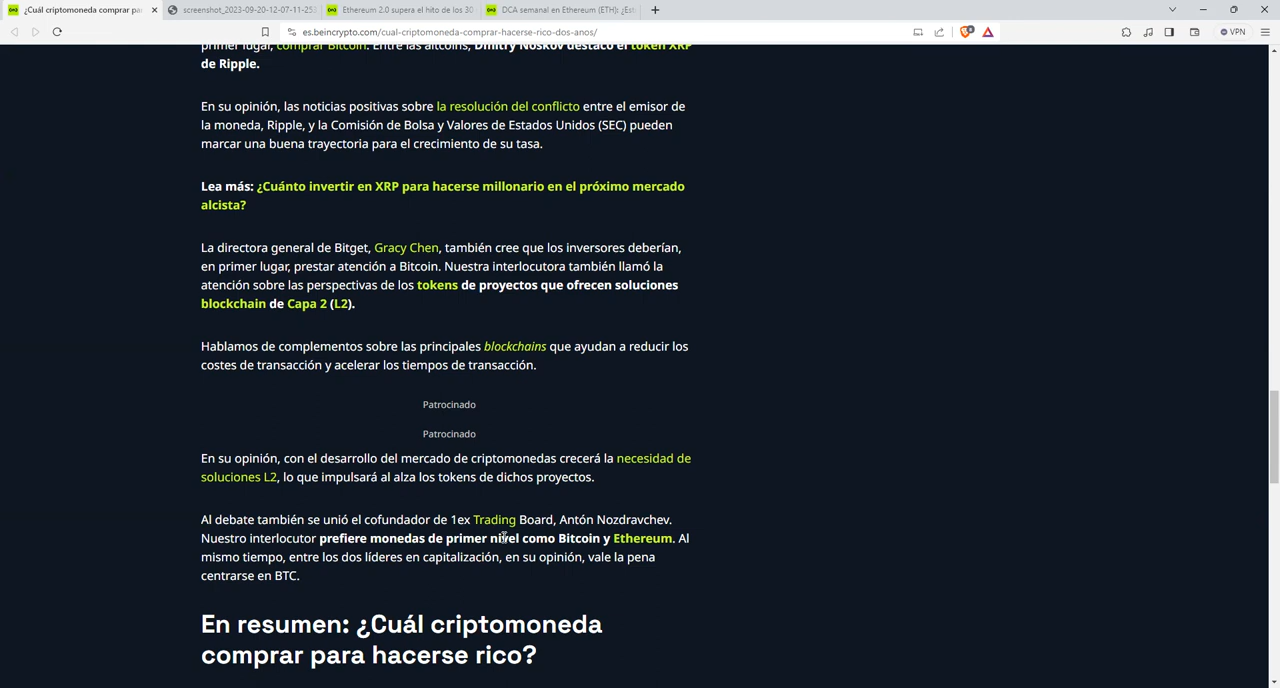 ¿Cuál criptomoneda comprar pa
screenshot_2023-09-20-12-07-11-253
Ethereum 2.0 supera el hito de los 30
DCA semanal en Ethereum (ETH): ¿Est
es.beincrypto.com/cual-criptomoneda-comprar-hacerse-rico-dos-anos/
VPN
primer lugar, comprar Bitcoin. Entre las altcoins, Dmitry Noskov destacó el token XRP
de Ripple.
En su opinión, las noticias positivas sobre la resolución del conflicto entre el emisor de
la moneda, Ripple, y la Comisión de Bolsa y Valores de Estados Unidos (SEC) pueden
marcar una buena trayectoria para el crecimiento de su tasa.
Lea más: ¿Cuánto invertir en XRP para hacerse millonario en el próximo mercado
alcista?
La directora general de Bitget, Gracy Chen, también cree que los inversores deberían,
en primer lugar, prestar atención a Bitcoin. Nuestra interlocutora también llamó la
atención sobre las perspectivas de los tokens de proyectos que ofrecen soluciones
blockchain de Capa 2 (L2).
Hablamos de complementos sobre las principales blockchains que ayudan a reducir los
costes de transacción y acelerar los tiempos de transacción.
Patrocinado
Patrocinado
En su opinión, con el desarrollo del mercado de criptomonedas crecerá la necesidad de
soluciones L2, lo que impulsará al alza los tokens de dichos proyectos.
Al debate también se unió el cofundador de 1ex Trading Board, Antón Nozdravchev.
Nuestro interlocutor prefiere monedas de primer nivel como Bitcoin y Ethereum. Al
mismo tiempo, entre los dos líderes en capitalización, en su opinión, vale la pena
centrarse en BTC.
En resumen: ¿Cuál criptomoneda
comprar para hacerse rico?